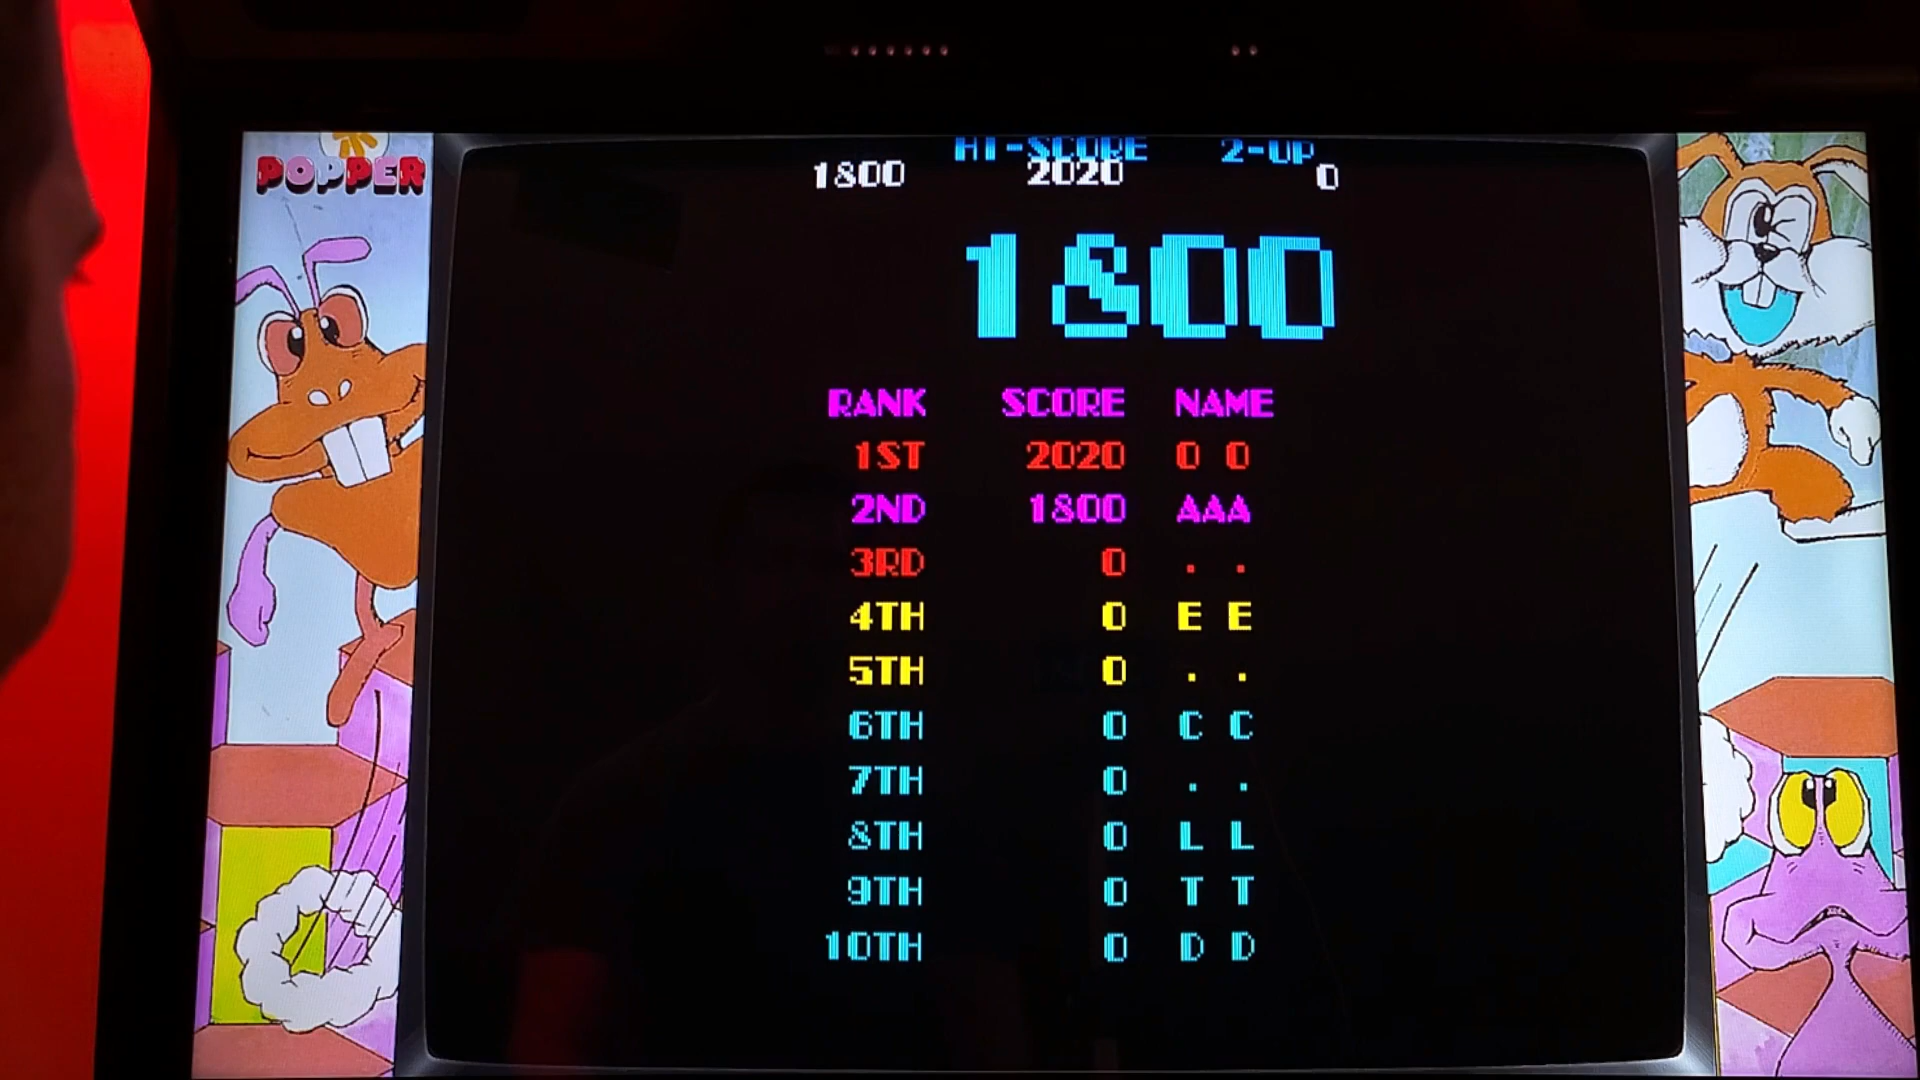 POPPER
HI-SCORE 2-UP
1800 2020 0
1800
RANK SCORE NAME
1ST 2020 O O
2ND 1800 AAA
3RD 0 . .
4TH 0 E E
5TH 0 . .
6TH 0 C C
7TH 0 . .
8TH 0 L L
9TH 0 T T
10TH 0 D D